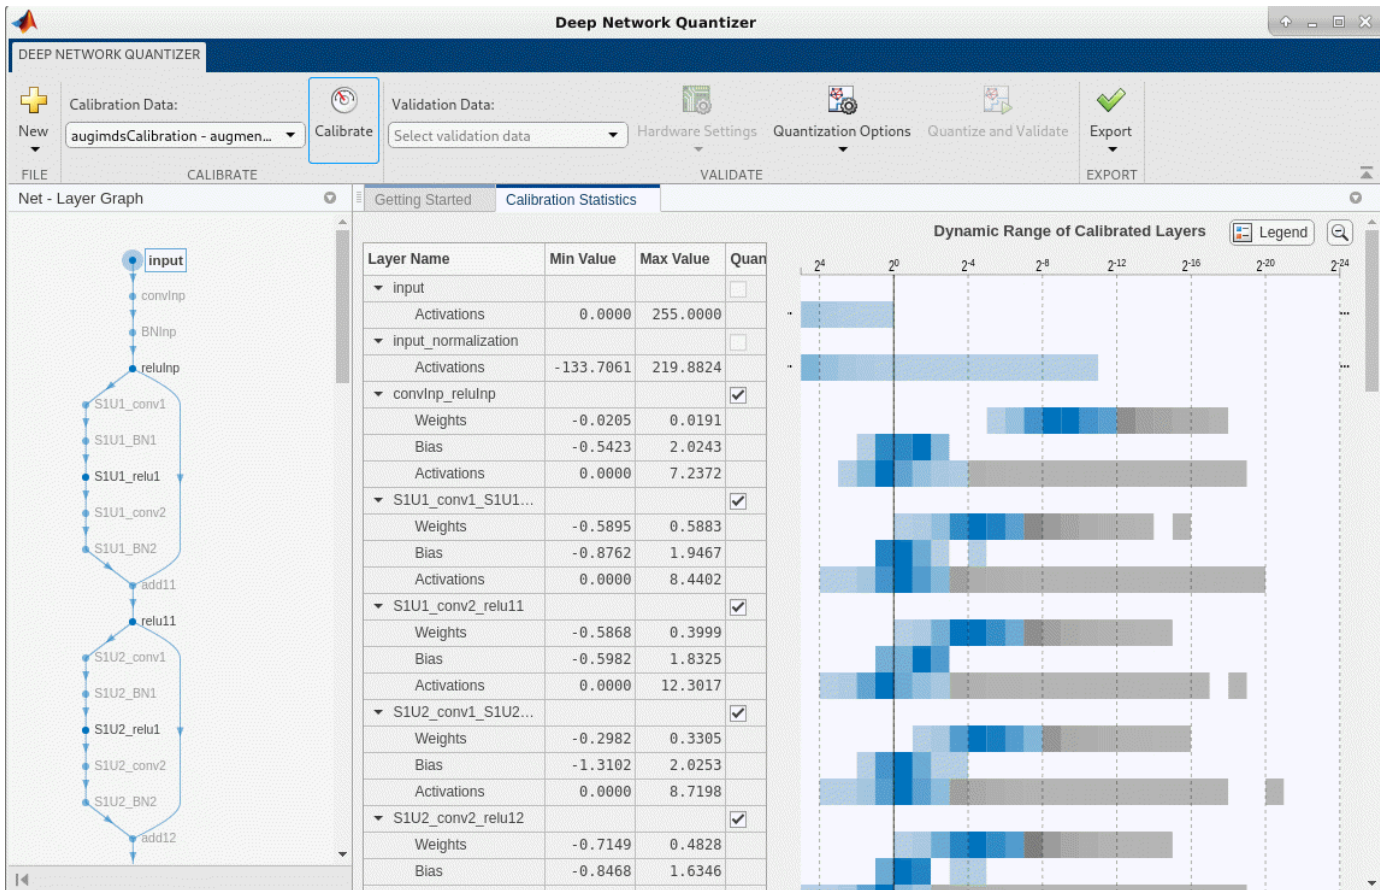 Deep Network Quantizer
DEEP NETWORK QUANTIZER
New
FILE
Calibration Data:
augimdsCalibration - augmen...
Calibrate
CALIBRATE
Validation Data:
Select validation data
Hardware Settings
Quantization Options
Quantize and Validate
VALIDATE
Export
EXPORT
Net - Layer Graph
input
convInp
BNInp
reluInp
S1U1_conv1
S1U1_BN1
S1U1_relu1
S1U1_conv2
S1U1_BN2
add11
relu11
S1U2_conv1
S1U2_BN1
S1U2_relu1
S1U2_conv2
S1U2_BN2
add12
Getting Started
Calibration Statistics
Dynamic Range of Calibrated Layers
Legend
2⁴ 2⁰ 2⁻⁴ 2⁻⁸ 2⁻¹² 2⁻¹⁶ 2⁻²⁰ 2⁻²⁴
Layer Name Min Value Max Value Quan
input
Activations 0.0000 255.0000
input_normalization
Activations -133.7061 219.8824
convInp_reluInp
Weights -0.0205 0.0191
Bias -0.5423 2.0243
Activations 0.0000 7.2372
S1U1_conv1_S1U1...
Weights -0.5895 0.5883
Bias -0.8762 1.9467
Activations 0.0000 8.4402
S1U1_conv2_relu11
Weights -0.5868 0.3999
Bias -0.5982 1.8325
Activations 0.0000 12.3017
S1U2_conv1_S1U2...
Weights -0.2982 0.3305
Bias -1.3102 2.0253
Activations 0.0000 8.7198
S1U2_conv2_relu12
Weights -0.7149 0.4828
Bias -0.8468 1.6346